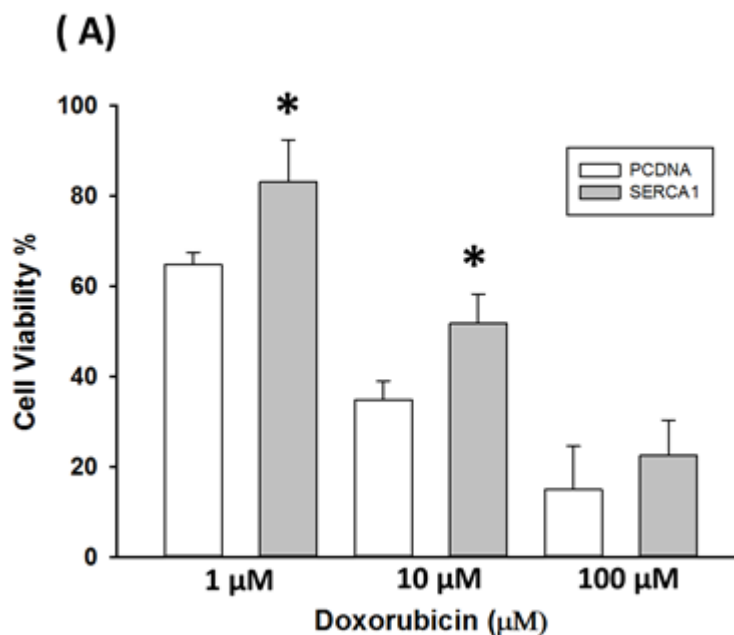 ( A)
*
*
PCDNA
SERCA1
100
80
60
40
20
0
Cell Viability %
1 μM 10 μM 100 μM
Doxorubicin (μM)